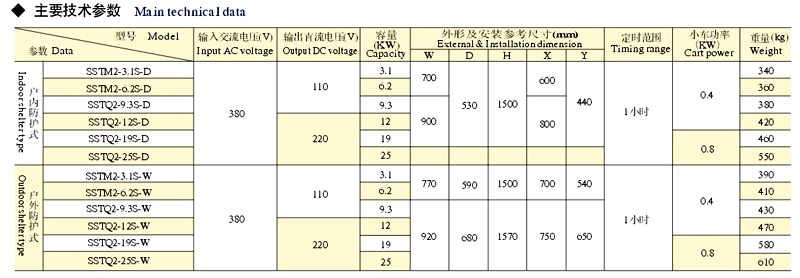 ◆ 主要技术参数 Main technical data
型号 Model
参数 Data
输入交流电压(V) Input AC voltage
输出直流电压(V) Output DC voltage
容量 (KW) Capacity
外形及安装参考尺寸(mm)
External & Installation dimension
W D H X Y
定时范围 Timing range
小车功率 (KW) Cart power
重量(kg) Weight
户内防护式 Indoor shelter type
SSTM2-3.1S-D 380 110 3.1 700 530 1500 600 440 1小时 0.4 340
SSTM2-6.2S-D 6.2 360
SSTQ2-9.3S-D 9.3 900 800 380
SSTQ2-12S-D 220 12 420
SSTQ2-19S-D 19 0.8 460
SSTQ2-25S-D 25 550
户外防护式 Outdoor shelter type
SSTM2-3.1S-W 380 110 3.1 770 590 1500 700 540 1小时 0.4 390
SSTM2-6.2S-W 6.2 410
SSTQ2-9.3S-W 9.3 920 680 1570 750 650 430
SSTQ2-12S-W 220 12 470
SSTQ2-19S-W 19 0.8 580
SSTQ2-25S-W 25 610